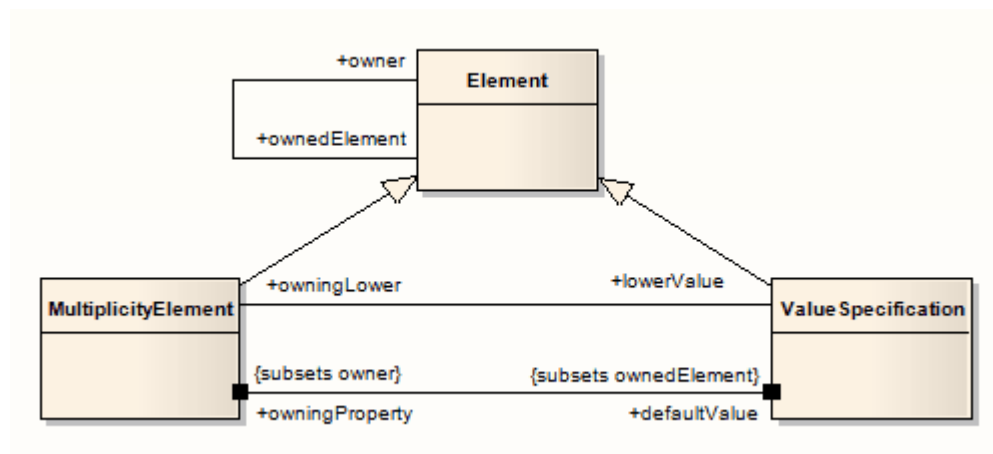 +owner
Element
+ownedElement
+owningLower
+lowerValue
MultiplicityElement
ValueSpecification
{subsets owner}
{subsets ownedElement}
+owningProperty
+defaultValue